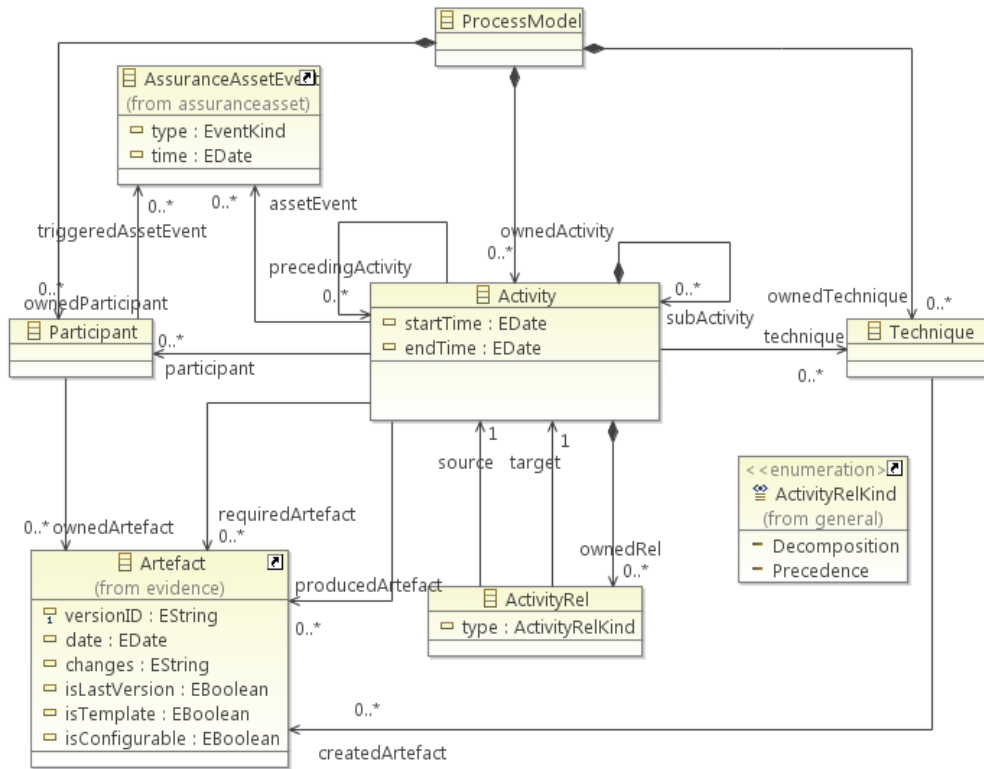 ProcessModel
AssuranceAssetEvent
(from assuranceasset)
type : EventKind
time : EDate
0..*
0..*
assetEvent
triggeredAssetEvent
ownedActivity
0..*
precedingActivity
0..*
0..*
subActivity
0..*
ownedParticipant
ownedTechnique
0..*
Participant
Activity
startTime : EDate
endTime : EDate
Technique
technique
0..*
0..*
participant
source
1
target
1
<<enumeration>>
ActivityRelKind
(from general)
Decomposition
Precedence
0..*
ownedArtefact
requiredArtefact
0..*
ownedRel
0..*
Artefact
(from evidence)
versionID : EString
date : EDate
changes : EString
isLastVersion : EBoolean
isTemplate : EBoolean
isConfigurable : EBoolean
producedArtefact
0..*
ActivityRel
type : ActivityRelKind
0..*
createdArtefact